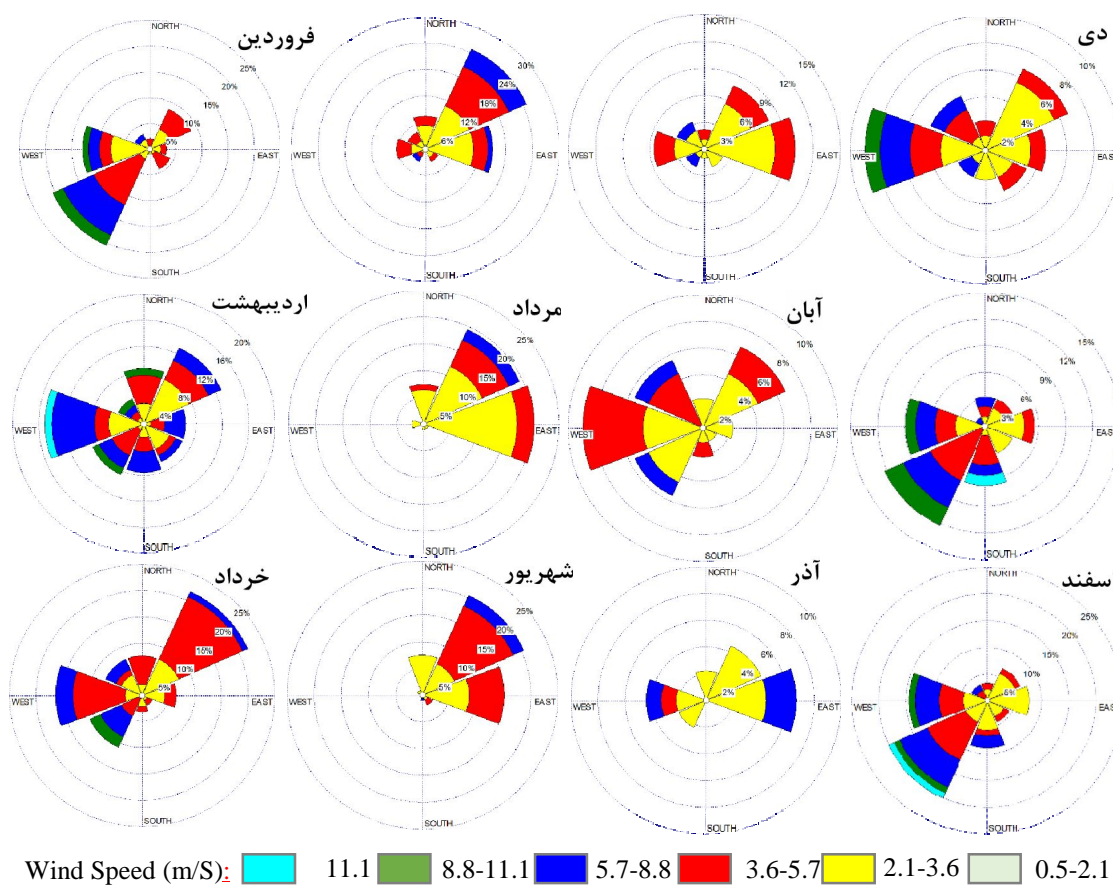 فروردین
NORTH
25%
20%
15%
10%
5%
WEST
EAST
SOUTH
30%
24%
18%
12%
6%
WEST
EAST
SOUTH
NORTH
15%
12%
9%
6%
3%
WEST
EAST
SOUTH
دی
NORTH
10%
8%
6%
4%
2%
WEST
EAST
SOUTH
اردیبهشت
NORTH
20%
16%
12%
8%
4%
WEST
EAST
SOUTH
مرداد
NORTH
25%
20%
15%
10%
5%
WEST
EAST
SOUTH
آبان
NORTH
10%
8%
6%
4%
2%
WEST
EAST
SOUTH
NORTH
15%
12%
9%
6%
3%
WEST
EAST
SOUTH
خرداد
NORTH
25%
20%
15%
10%
5%
WEST
EAST
SOUTH
شهریور
NORTH
25%
20%
15%
10%
5%
WEST
EAST
SOUTH
آذر
NORTH
10%
8%
6%
4%
2%
WEST
EAST
SOUTH
سفند
NORTH
25%
20%
15%
10%
5%
WEST
EAST
SOUTH
Wind Speed (m/S): 11.1 8.8-11.1 5.7-8.8 3.6-5.7 2.1-3.6 0.5-2.1